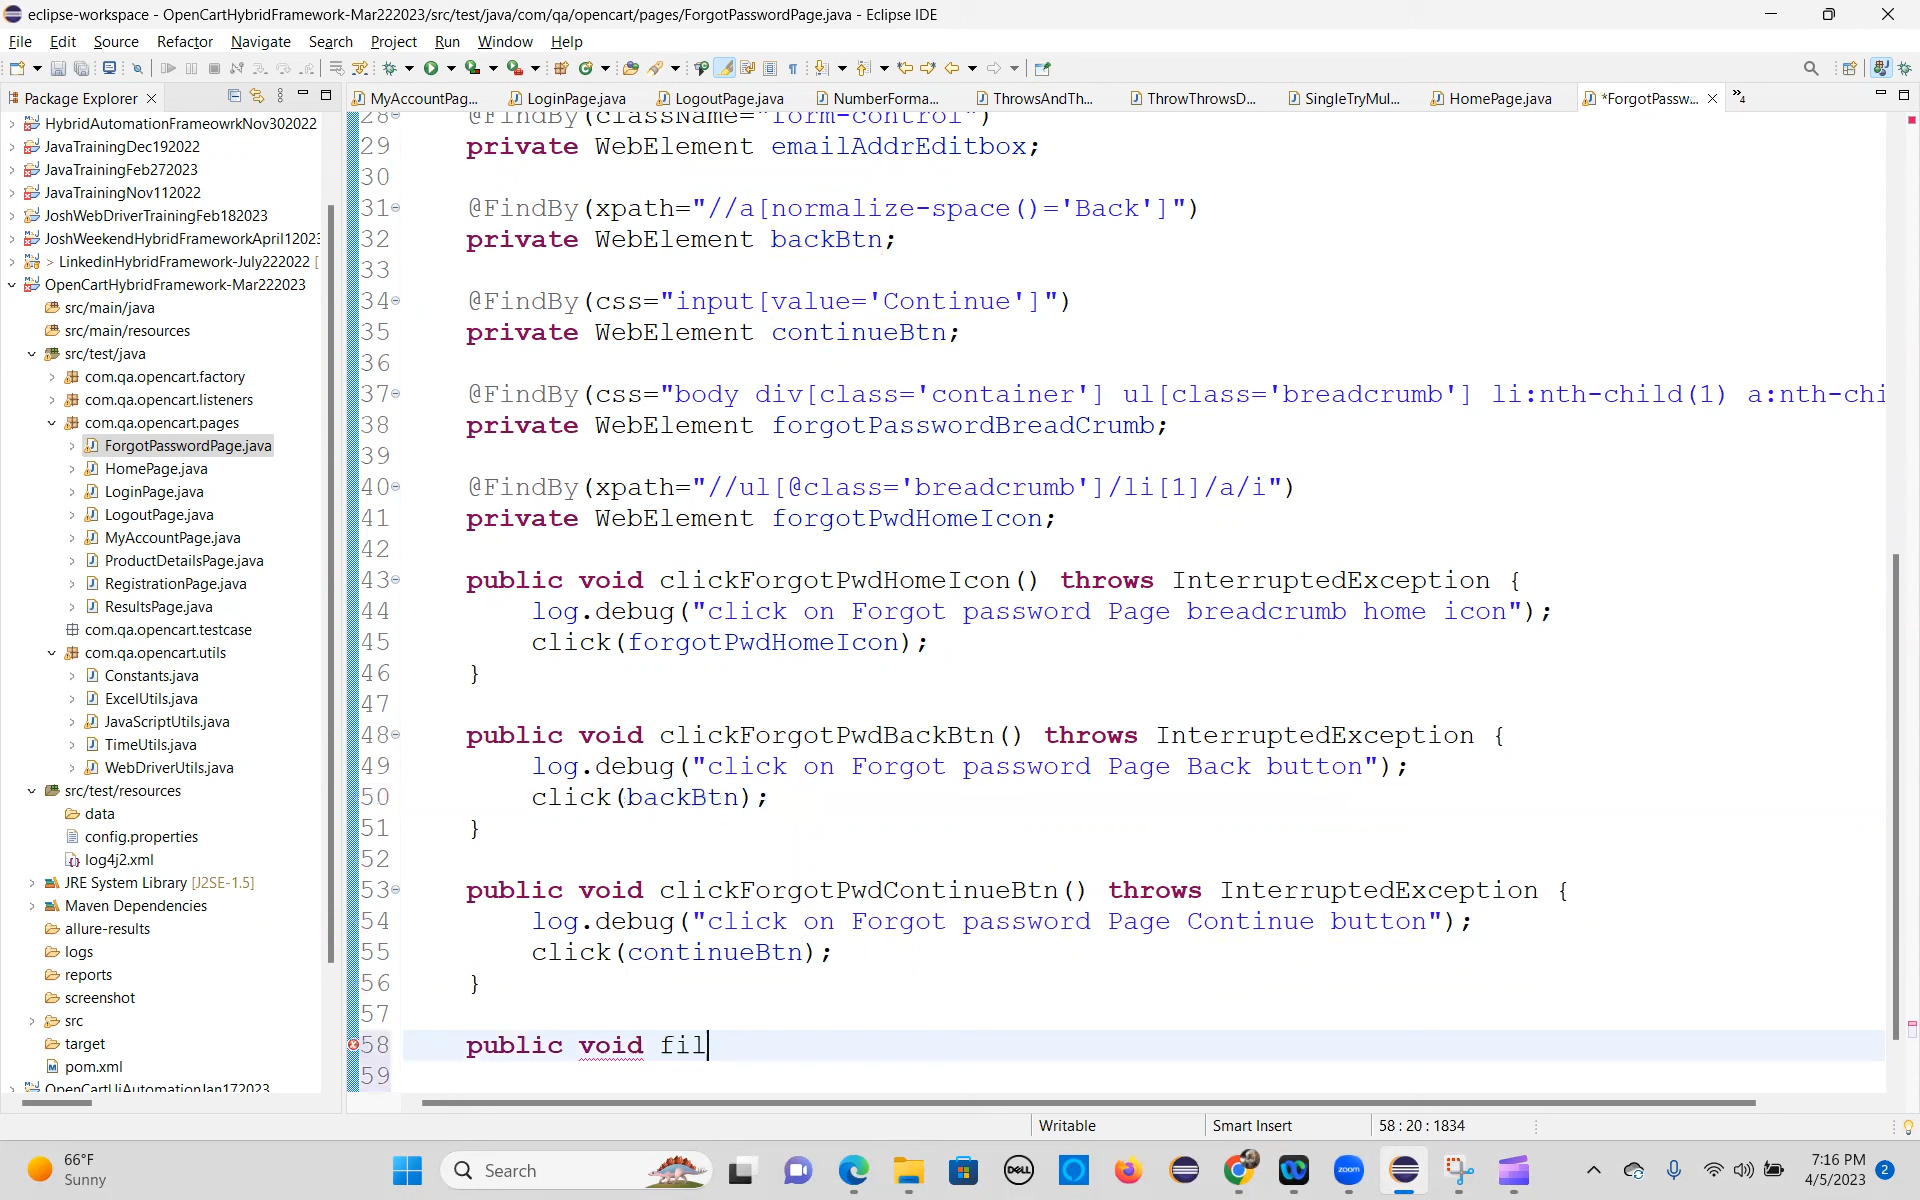 eclipse-workspace - OpenCartHybridFramework-Mar222023/src/test/java/com/qa/opencart/pages/ForgotPasswordPage.java - Eclipse IDE
File Edit Source Refactor Navigate Search Project Run Window Help
Package Explorer
MyAccountPag... LoginPage.java LogoutPage.java NumberForma... ThrowsAndTh... ThrowThrowsD... SingleTryMul... HomePage.java *ForgotPassw... »4
HybridAutomationFrameowrkNov302022
JavaTrainingDec192022
JavaTrainingFeb272023
JavaTrainingNov112022
JoshWebDriverTrainingFeb182023
JoshWeekendHybridFrameworkApril12023
> LinkedinHybridFramework-July222022 [
OpenCartHybridFramework-Mar222023
src/main/java
src/main/resources
src/test/java
com.qa.opencart.factory
com.qa.opencart.listeners
com.qa.opencart.pages
ForgotPasswordPage.java
HomePage.java
LoginPage.java
LogoutPage.java
MyAccountPage.java
ProductDetailsPage.java
RegistrationPage.java
ResultsPage.java
com.qa.opencart.testcase
com.qa.opencart.utils
Constants.java
ExcelUtils.java
JavaScriptUtils.java
TimeUtils.java
WebDriverUtils.java
src/test/resources
data
config.properties
log4j2.xml
JRE System Library [J2SE-1.5]
Maven Dependencies
allure-results
logs
reports
screenshot
src
target
pom.xml
OpenCartUiAutomationJan172023
28 @FindBy(className="form-control")
29 private WebElement emailAddrEditbox;
30
31 @FindBy(xpath="//a[normalize-space()='Back']")
32 private WebElement backBtn;
33
34 @FindBy(css="input[value='Continue']")
35 private WebElement continueBtn;
36
37 @FindBy(css="body div[class='container'] ul[class='breadcrumb'] li:nth-child(1) a:nth-chi
38 private WebElement forgotPasswordBreadCrumb;
39
40 @FindBy(xpath="//ul[@class='breadcrumb']/li[1]/a/i")
41 private WebElement forgotPwdHomeIcon;
42
43 public void clickForgotPwdHomeIcon() throws InterruptedException {
44 log.debug("click on Forgot password Page breadcrumb home icon");
45 click(forgotPwdHomeIcon);
46 }
47
48 public void clickForgotPwdBackBtn() throws InterruptedException {
49 log.debug("click on Forgot password Page Back button");
50 click(backBtn);
51 }
52
53 public void clickForgotPwdContinueBtn() throws InterruptedException {
54 log.debug("click on Forgot password Page Continue button");
55 click(continueBtn);
56 }
57
58 public void fil
59
Writable Smart Insert 58 : 20 : 1834
66°F
Sunny
Search
DELL
zoom
7:16 PM
4/5/2023
2